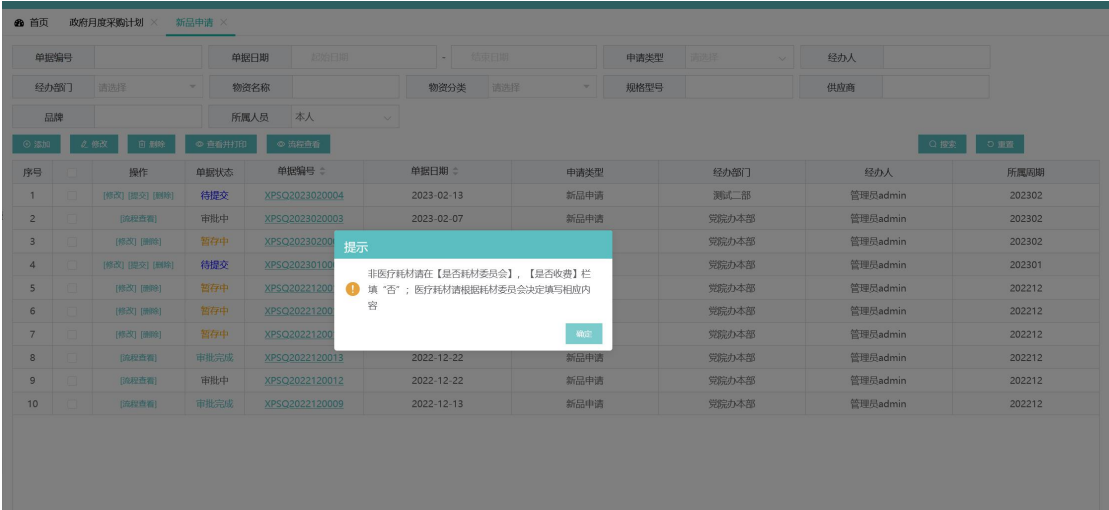 首页 政府月度采购计划 × 新品申请 ×
单据编号 单据日期 起始日期 - 结束日期 申请类型 请选择 经办人
经办部门 请选择 物资名称 物资分类 请选择 规格型号 供应商
品牌 所属人员 本人
添加 修改 删除 查看并打印 流程查看 搜索 重置
序号 操作 单据状态 单据编号 单据日期 申请类型 经办部门 经办人 所属周期
1 [修改] [提交] [删除] 待提交 XPSQ2023020004 2023-02-13 新品申请 测试二部 管理员admin 202302
2 [流程查看] 审批中 XPSQ2023020003 2023-02-07 新品申请 党院办本部 管理员admin 202302
3 [修改] [删除] 暂存中 XPSQ20230200 党院办本部 管理员admin 202302
4 [修改] [提交] [删除] 待提交 XPSQ20230100 党院办本部 管理员admin 202301
5 [修改] [删除] 暂存中 XPSQ20221200 党院办本部 管理员admin 202212
6 [修改] [删除] 暂存中 XPSQ20221200 党院办本部 管理员admin 202212
7 [修改] [删除] 暂存中 XPSQ20221200 党院办本部 管理员admin 202212
8 [流程查看] 审批完成 XPSQ2022120013 2022-12-22 新品申请 党院办本部 管理员admin 202212
9 [流程查看] 审批中 XPSQ2022120012 2022-12-22 新品申请 党院办本部 管理员admin 202212
10 [流程查看] 审批完成 XPSQ2022120009 2022-12-13 新品申请 党院办本部 管理员admin 202212
提示
非医疗耗材请在【是否耗材委员会】，【是否收费】栏
填“否”；医疗耗材请根据耗材委员会决定填写相应内
容
确定